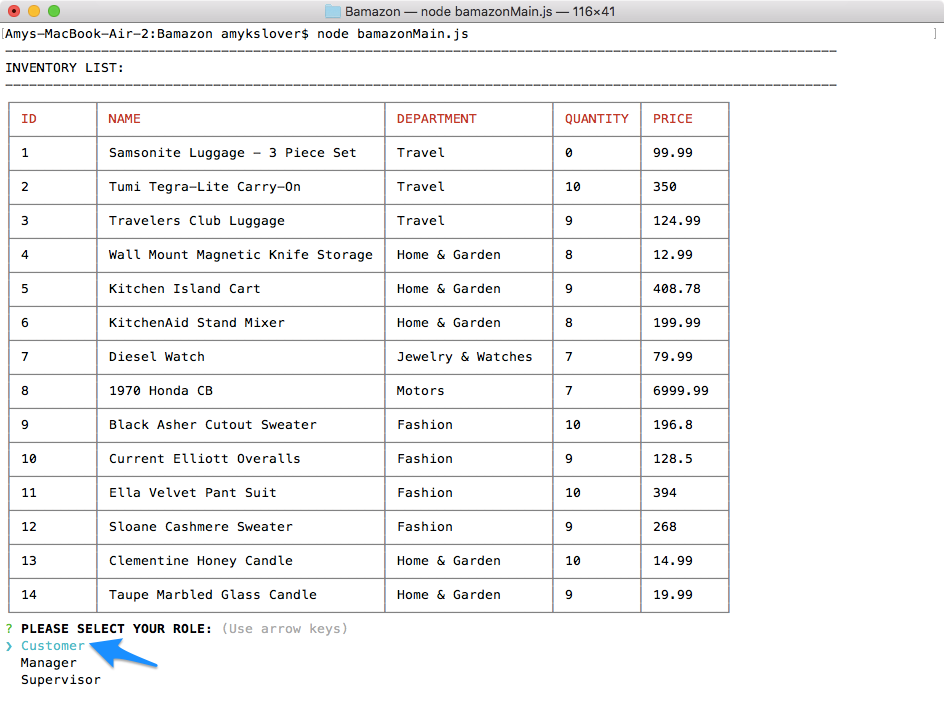 Bamazon — node bamazonMain.js — 116×41
[Amys-MacBook-Air-2:Bamazon amykslover$ node bamazonMain.js ]
INVENTORY LIST:
ID NAME DEPARTMENT QUANTITY PRICE
1 Samsonite Luggage – 3 Piece Set Travel 0 99.99
2 Tumi Tegra-Lite Carry-On Travel 10 350
3 Travelers Club Luggage Travel 9 124.99
4 Wall Mount Magnetic Knife Storage Home & Garden 8 12.99
5 Kitchen Island Cart Home & Garden 9 408.78
6 KitchenAid Stand Mixer Home & Garden 8 199.99
7 Diesel Watch Jewelry & Watches 7 79.99
8 1970 Honda CB Motors 7 6999.99
9 Black Asher Cutout Sweater Fashion 10 196.8
10 Current Elliott Overalls Fashion 9 128.5
11 Ella Velvet Pant Suit Fashion 10 394
12 Sloane Cashmere Sweater Fashion 9 268
13 Clementine Honey Candle Home & Garden 10 14.99
14 Taupe Marbled Glass Candle Home & Garden 9 19.99
? PLEASE SELECT YOUR ROLE: (Use arrow keys)
❯ Customer
Manager
Supervisor